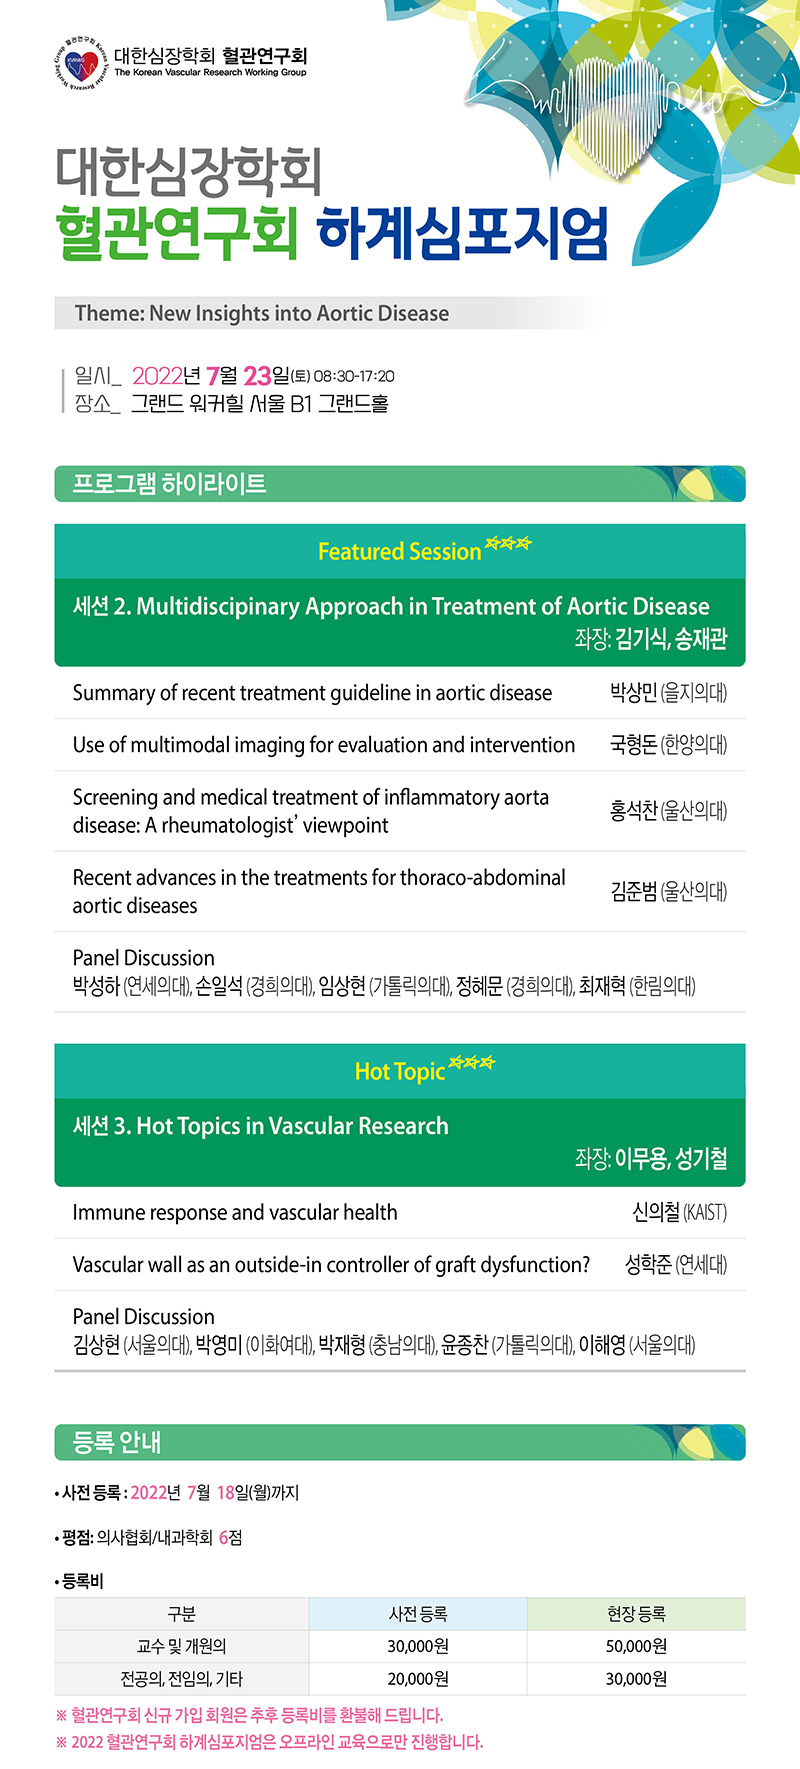 대한심장학회 혈관연구회
The Korean Vascular Research Working Group
혈관연구회 Korean Vascular Research Working Group
KVRWG
대한심장학회
혈관연구회 하계심포지엄
Theme: New Insights into Aortic Disease
일시_ 2022년 7월 23일(토) 08:30-17:20
장소_ 그랜드 워커힐 서울 B1 그랜드홀
프로그램 하이라이트
Featured Session
세션 2. Multidiscipinary Approach in Treatment of Aortic Disease
좌장: 김기식, 송재관
Summary of recent treatment guideline in aortic disease 박상민 (을지의대)
Use of multimodal imaging for evaluation and intervention 국형돈 (한양의대)
Screening and medical treatment of inflammatory aorta
disease: A rheumatologist’ viewpoint 홍석찬 (울산의대)
Recent advances in the treatments for thoraco-abdominal
aortic diseases 김준범 (울산의대)
Panel Discussion
박성하 (연세의대), 손일석 (경희의대), 임상현 (가톨릭의대), 정혜문 (경희의대), 최재혁 (한림의대)
Hot Topic
세션 3. Hot Topics in Vascular Research
좌장: 이무용, 성기철
Immune response and vascular health 신의철 (KAIST)
Vascular wall as an outside-in controller of graft dysfunction? 성학준 (연세대)
Panel Discussion
김상현 (서울의대), 박영미 (이화여대), 박재형 (충남의대), 윤종찬 (가톨릭의대), 이해영 (서울의대)
등록 안내
• 사전 등록 : 2022년 7월 18일(월)까지
• 평점: 의사협회/내과학회 6점
• 등록비
구분 사전 등록 현장 등록
교수 및 개원의 30,000원 50,000원
전공의, 전임의, 기타 20,000원 30,000원
※ 혈관연구회 신규 가입 회원은 추후 등록비를 환불해 드립니다.
※ 2022 혈관연구회 하계심포지엄은 오프라인 교육으로만 진행합니다.